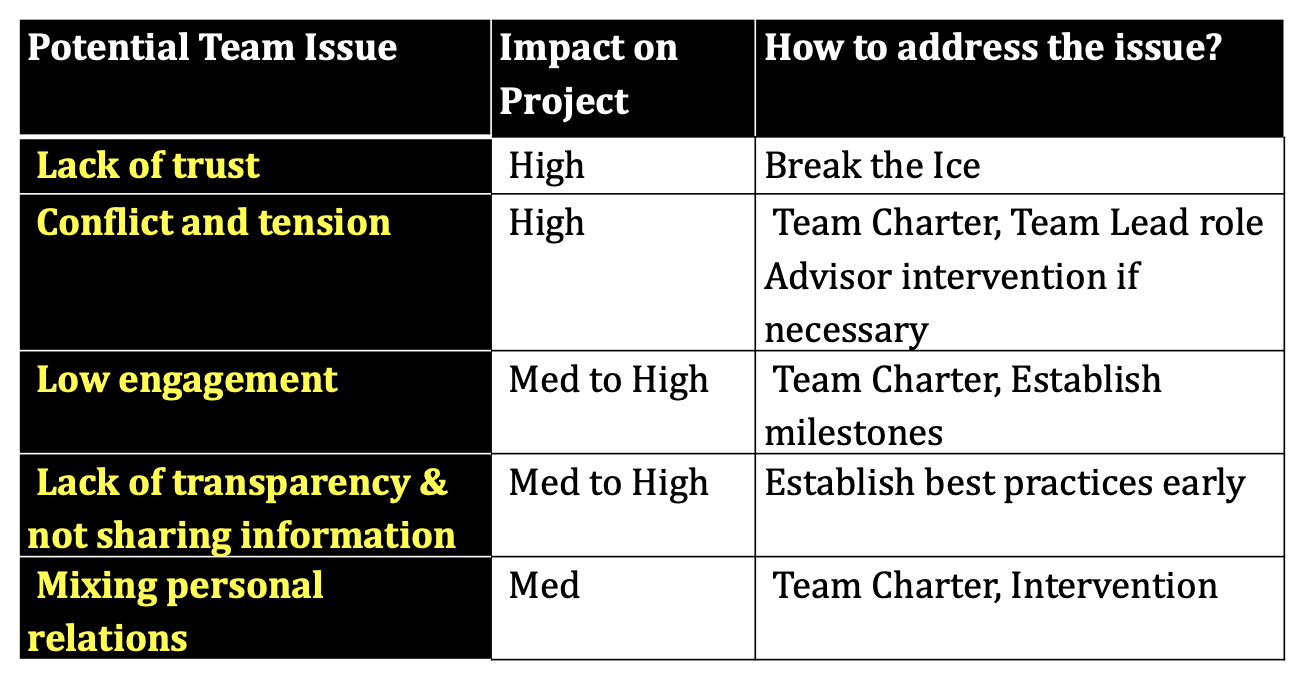 Potential Team Issue
Impact on
Project
How to address the issue?
Lack of trust
High
Break the Ice
Conflict and tension
High
Team Charter, Team Lead role
Advisor intervention if
necessary
Low engagement
Med to High
Team Charter, Establish
milestones
Lack of transparency &
not sharing information
Med to High
Establish best practices early
Mixing personal
relations
Med
Team Charter, Intervention